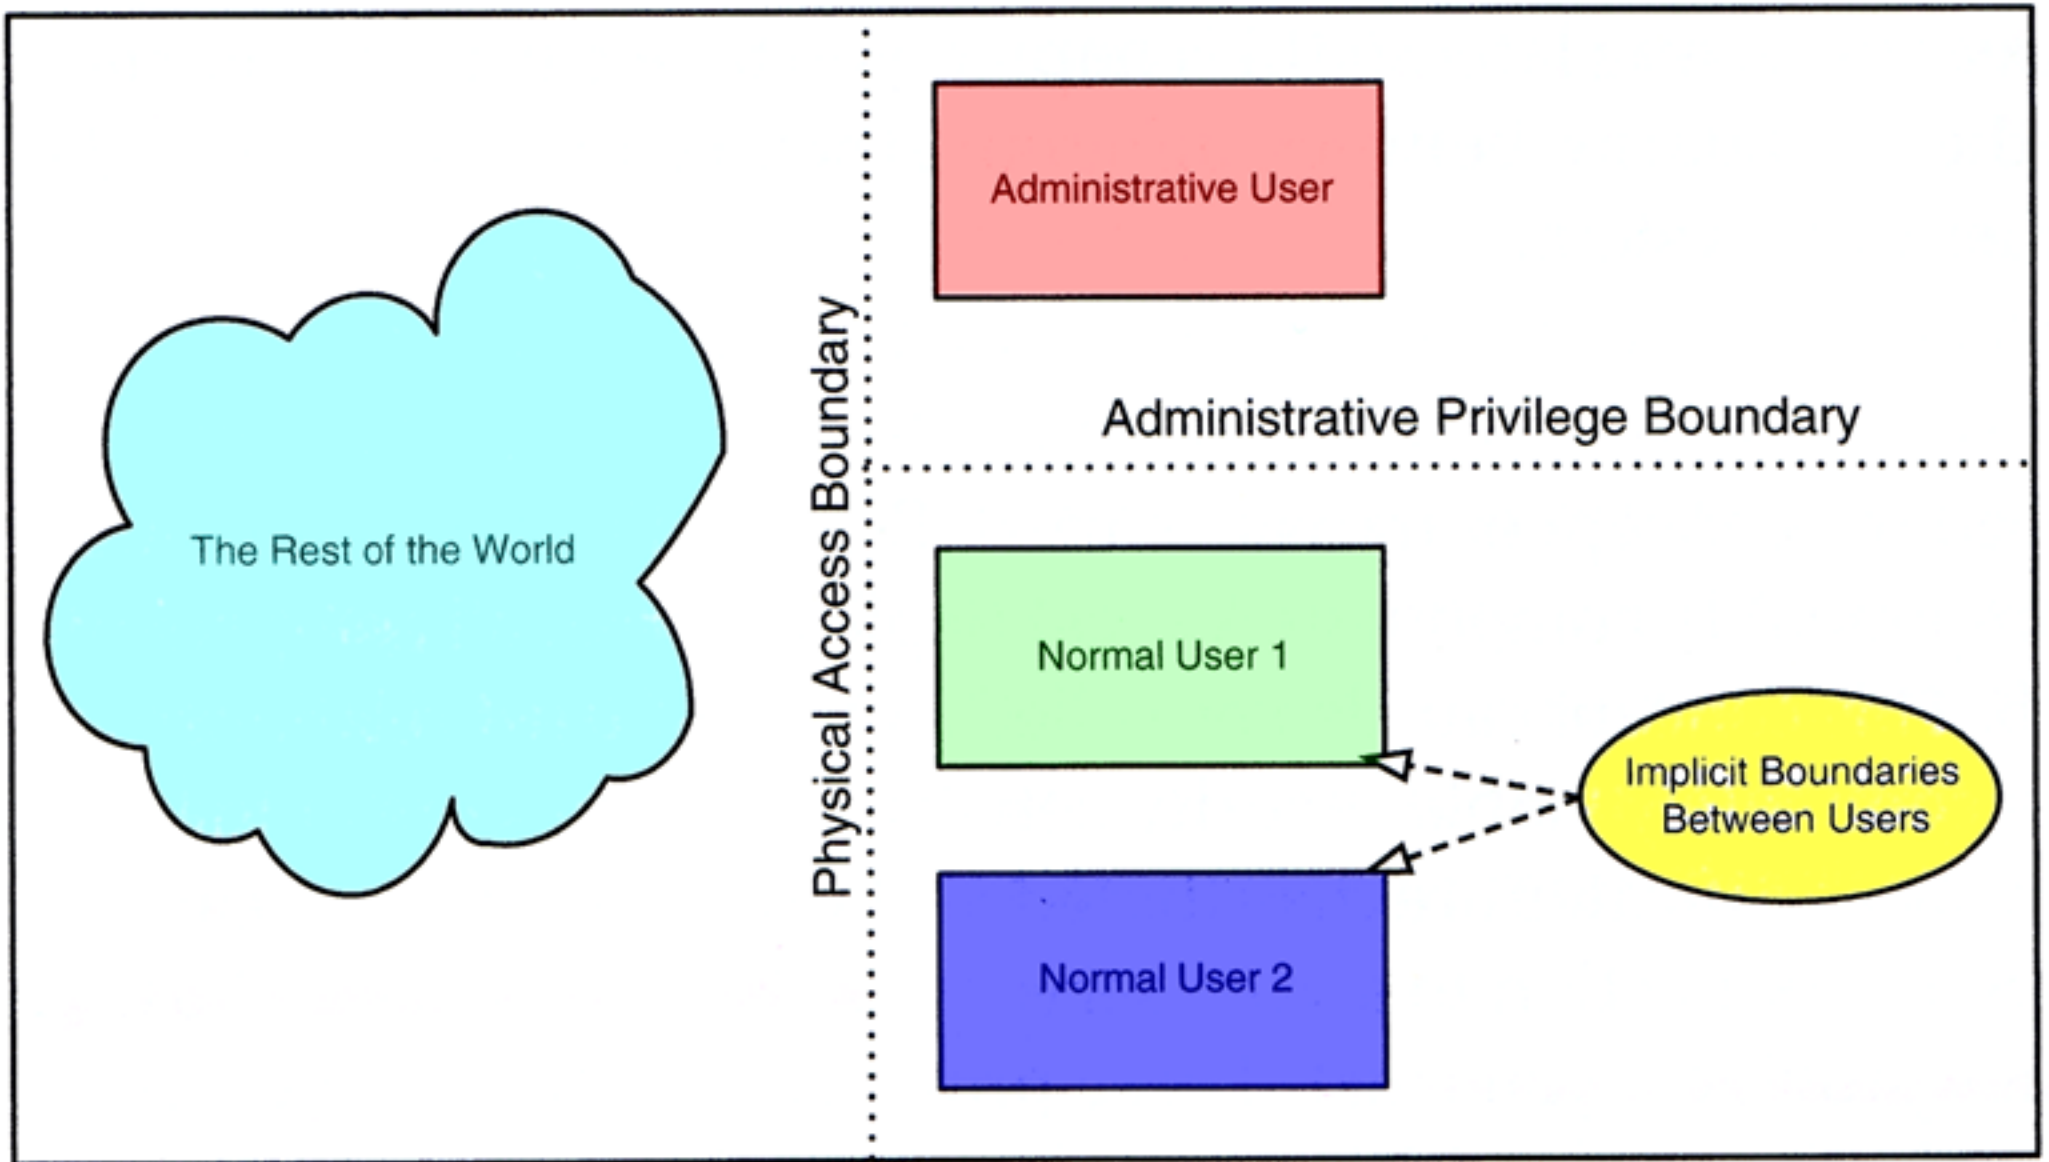 Administrative User
Administrative Privilege Boundary
Physical Access Boundary
The Rest of the World
Normal User 1
Implicit Boundaries
Between Users
Normal User 2